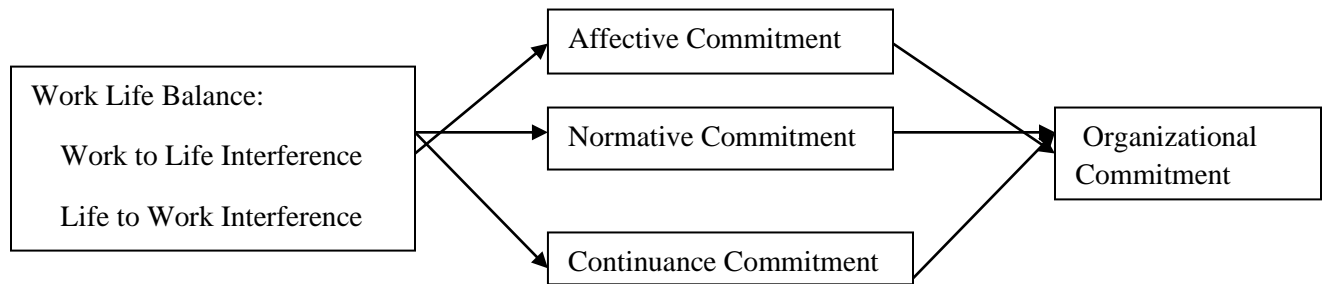 Affective Commitment
Work Life Balance:
Work to Life Interference
Life to Work Interference
Normative Commitment
Organizational
Commitment
Continuance Commitment